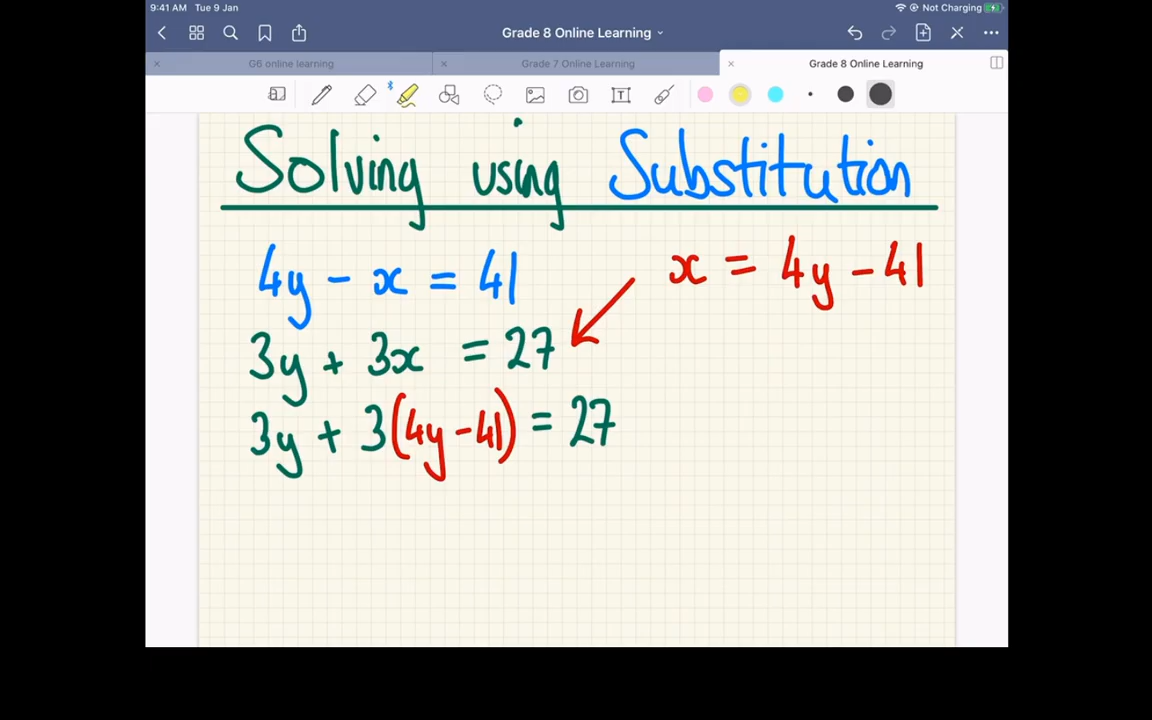 9:41 AM Tue 9 Jan
Not Charging
Grade 8 Online Learning
G6 online learning
Grade 7 Online Learning
Grade 8 Online Learning
Solving using Substitution
4y - x = 41
x = 4y - 41
3y + 3x = 27
3y + 3(4y - 41) = 27